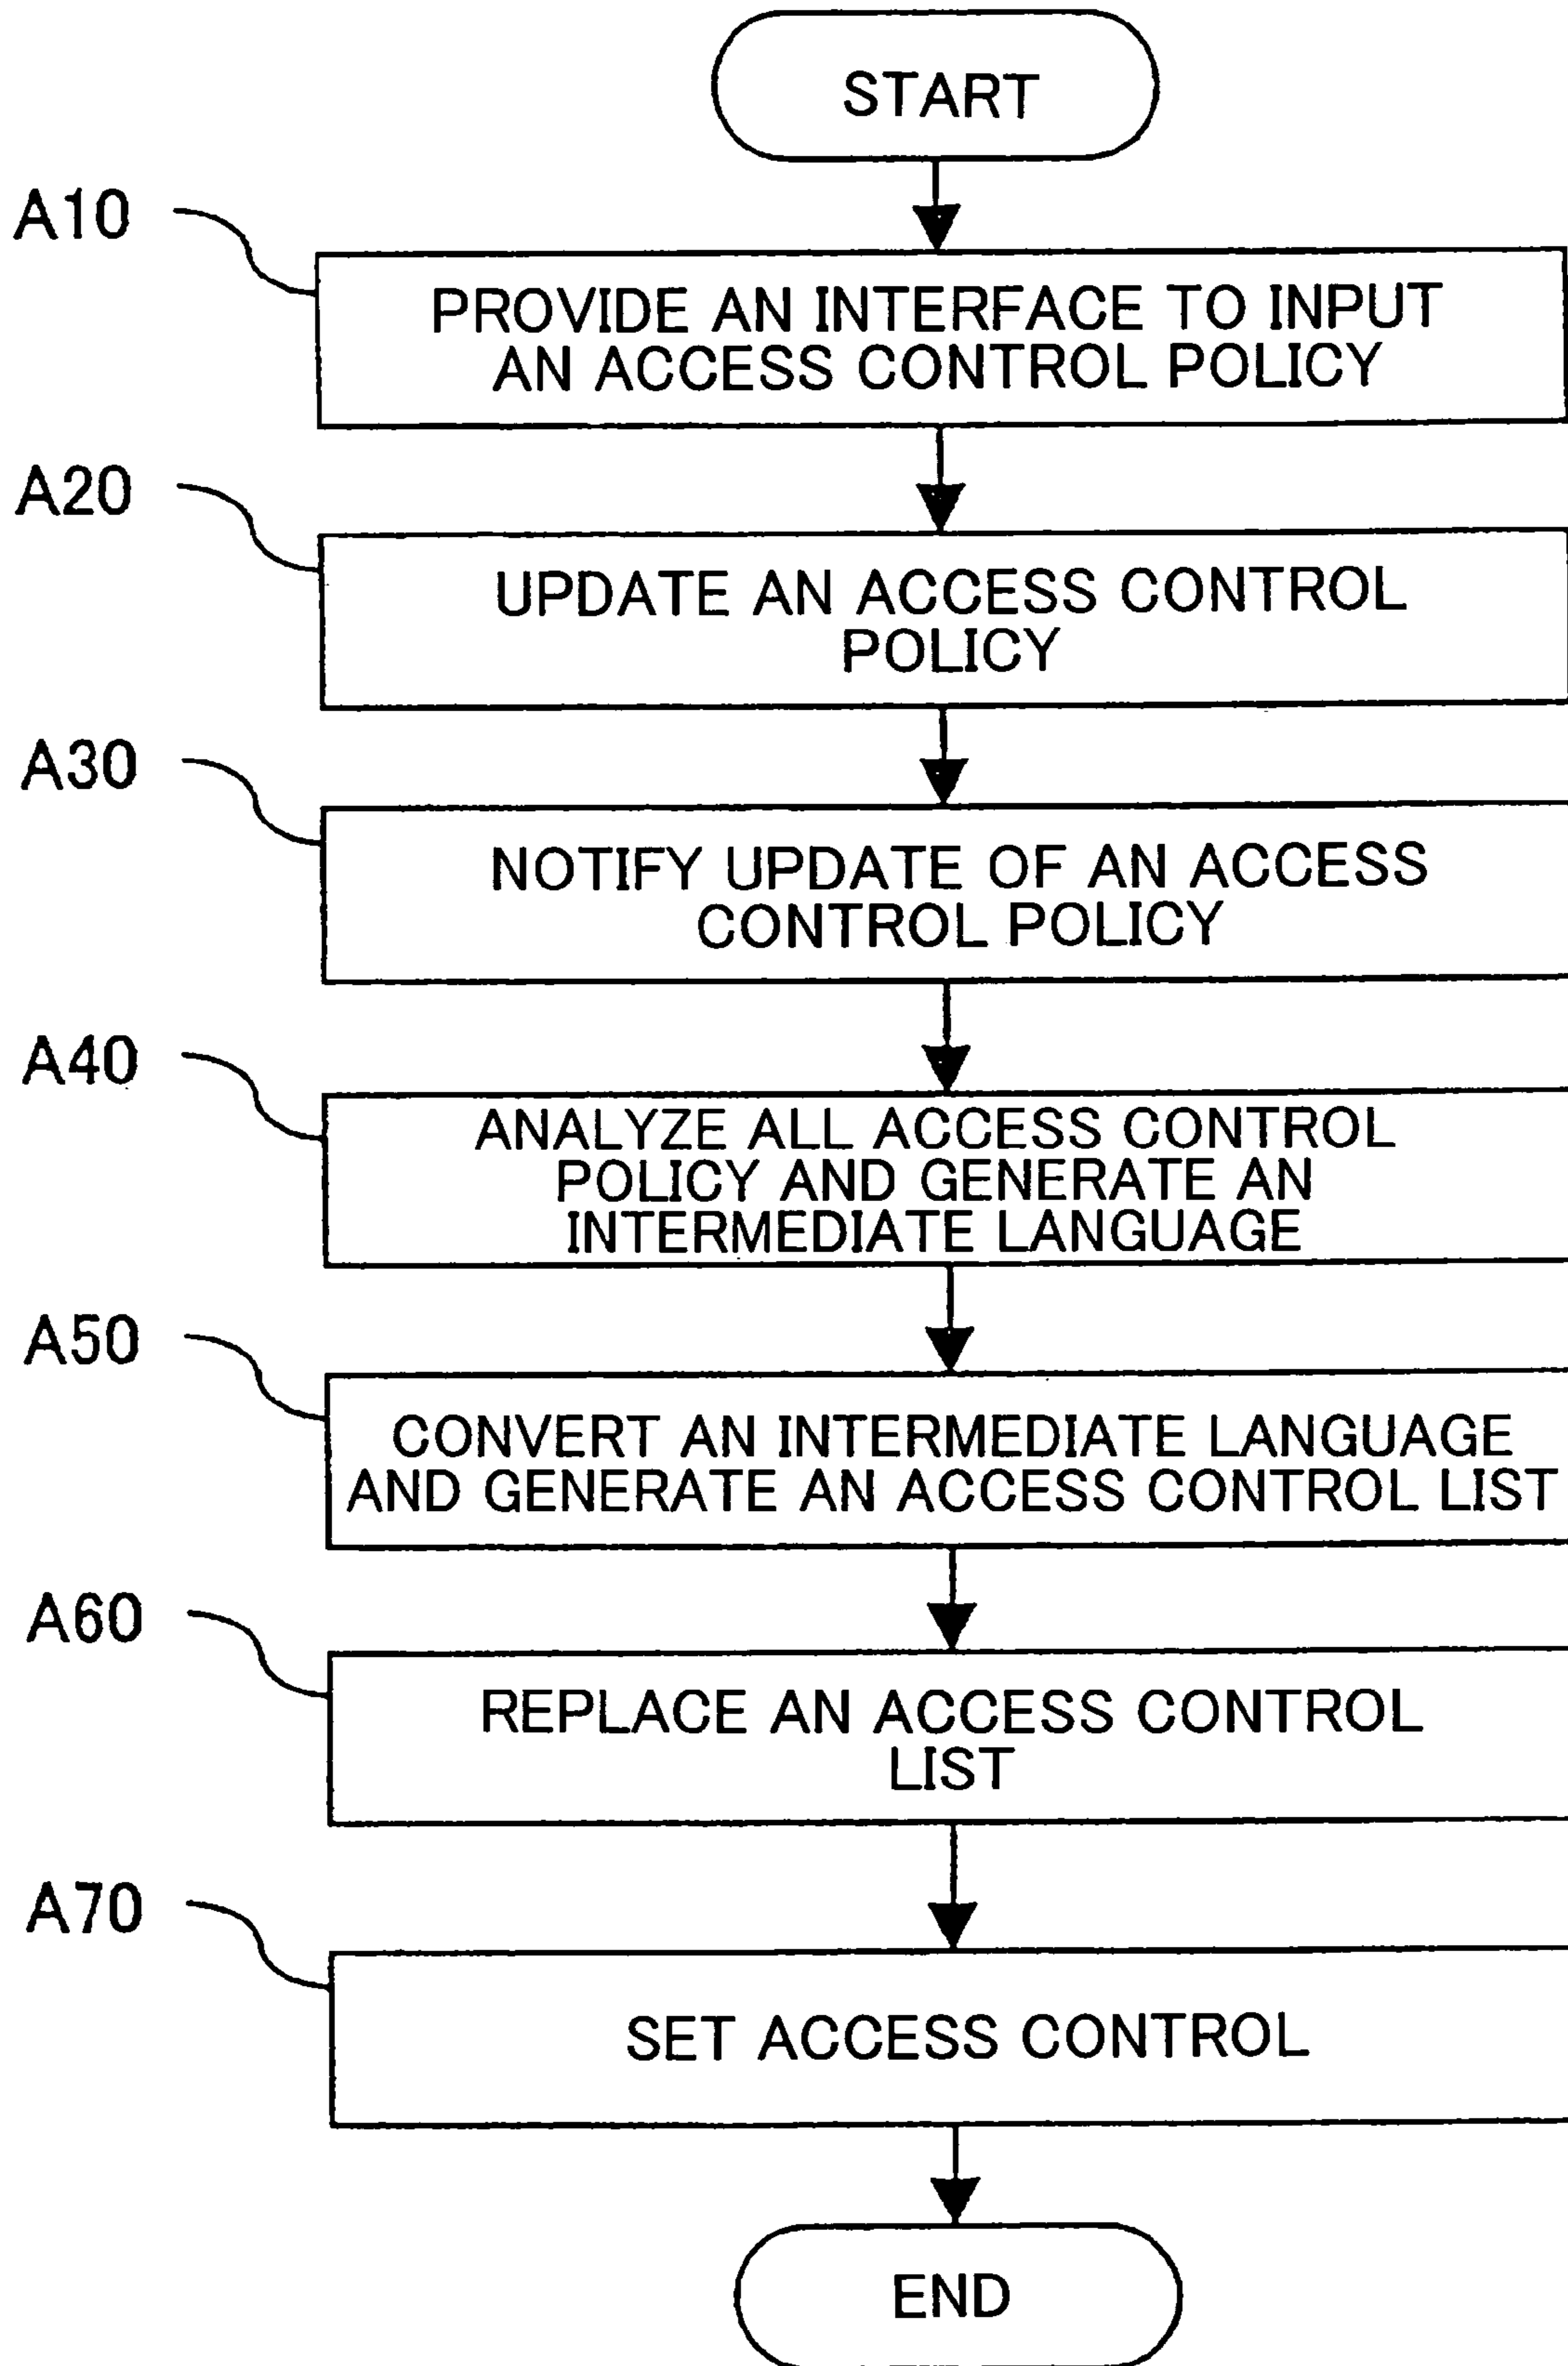 START
A10
PROVIDE AN INTERFACE TO INPUT
AN ACCESS CONTROL POLICY
A20
UPDATE AN ACCESS CONTROL
POLICY
A30
NOTIFY UPDATE OF AN ACCESS
CONTROL POLICY
A40
ANALYZE ALL ACCESS CONTROL
POLICY AND GENERATE AN
INTERMEDIATE LANGUAGE
A50
CONVERT AN INTERMEDIATE LANGUAGE
AND GENERATE AN ACCESS CONTROL LIST
A60
REPLACE AN ACCESS CONTROL
LIST
A70
SET ACCESS CONTROL
END